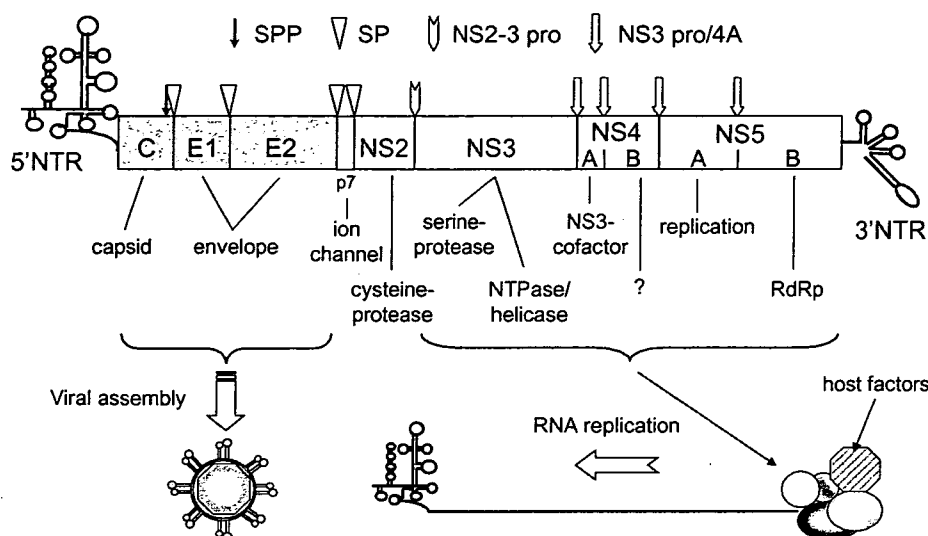 SPP SP NS2-3 pro NS3 pro/4A
5'NTR
C E1 E2 NS2 NS3 NS4 NS5
A B A B
p7
3'NTR
capsid
envelope
ion
channel
cysteine-
protease
serine-
protease
NTPase/
helicase
NS3-
cofactor
?
replication
RdRp
Viral assembly
RNA replication
host factors